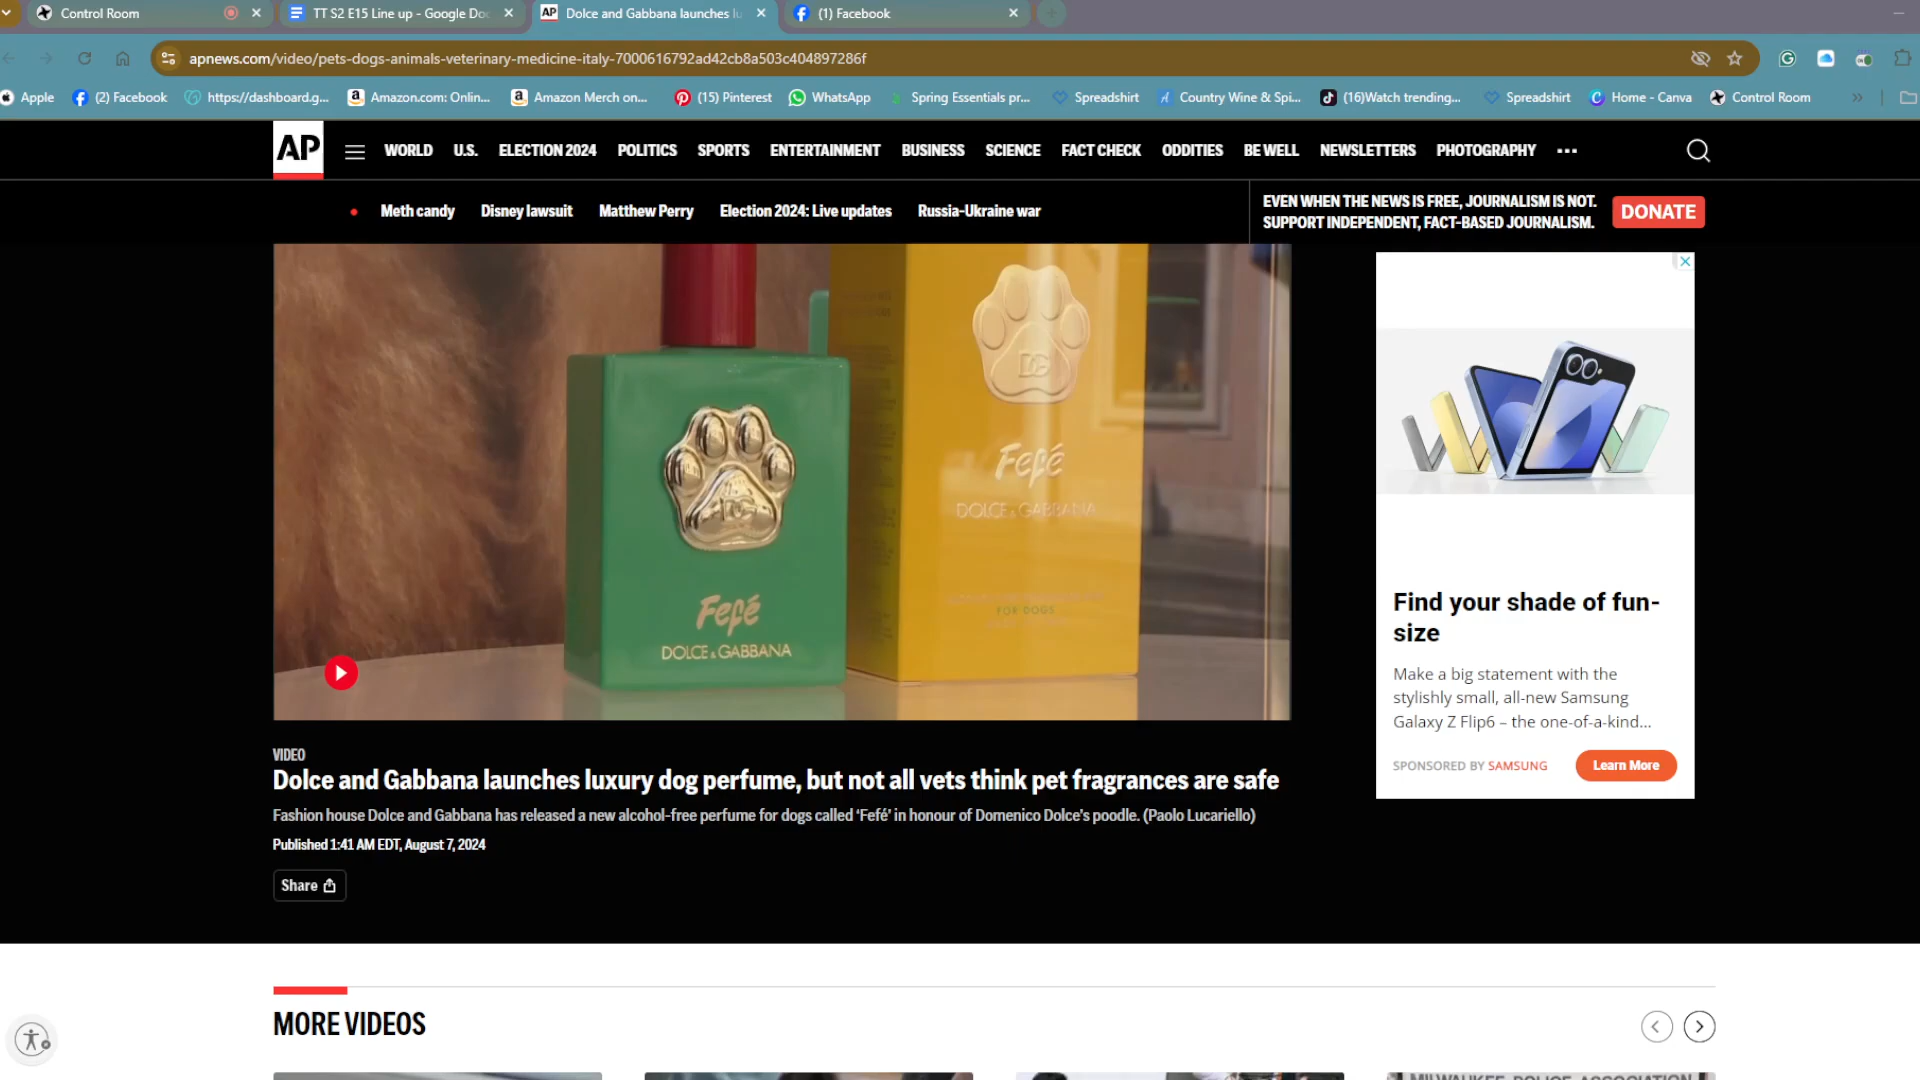 Control Room
TT S2 E15 Line up - Google Do
AP Dolce and Gabbana launches lu
(1) Facebook
apnews.com/video/pets-dogs-animals-veterinary-medicine-italy-7000616792ad42cb8a503c404897286f
Apple
(2) Facebook
https://dashboard.g...
Amazon.com: Onlin...
Amazon Merch on...
(15) Pinterest
WhatsApp
Spring Essentials pr...
Spreadshirt
Country Wine & Spi...
(16)Watch trending...
Spreadshirt
Home - Canva
Control Room
AP
WORLD
U.S.
ELECTION 2024
POLITICS
SPORTS
ENTERTAINMENT
BUSINESS
SCIENCE
FACT CHECK
ODDITIES
BE WELL
NEWSLETTERS
PHOTOGRAPHY
Meth candy
Disney lawsuit
Matthew Perry
Election 2024: Live updates
Russia-Ukraine war
EVEN WHEN THE NEWS IS FREE, JOURNALISM IS NOT.
SUPPORT INDEPENDENT, FACT-BASED JOURNALISM.
DONATE
DG
Fefé
DOLCE & GABBANA
FOR DOGS
DG
Fefé
DOLCE & GABBANA
Find your shade of fun-
size
Make a big statement with the
stylishly small, all-new Samsung
Galaxy Z Flip6 – the one-of-a-kind...
SPONSORED BY SAMSUNG
Learn More
VIDEO
Dolce and Gabbana launches luxury dog perfume, but not all vets think pet fragrances are safe
Fashion house Dolce and Gabbana has released a new alcohol-free perfume for dogs called ‘Fefé’ in honour of Domenico Dolce’s poodle. (Paolo Lucariello)
Published 1:41 AM EDT, August 7, 2024
Share
MORE VIDEOS
MILWAUKEE POLICE ASSOCIATION